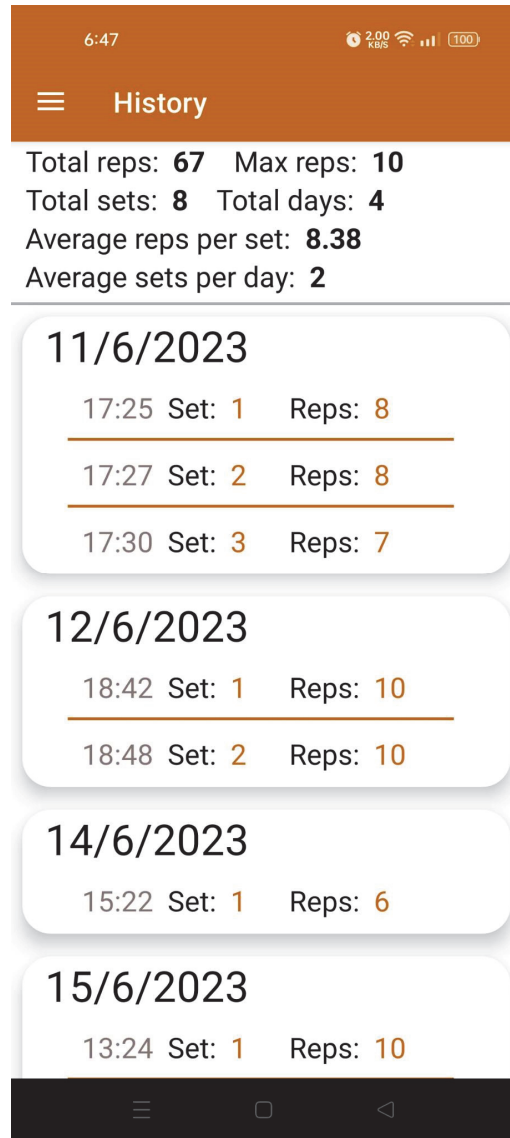 6:47 2.00 KB/S 100
History
Total reps: 67 Max reps: 10
Total sets: 8 Total days: 4
Average reps per set: 8.38
Average sets per day: 2
11/6/2023
17:25 Set: 1 Reps: 8
17:27 Set: 2 Reps: 8
17:30 Set: 3 Reps: 7
12/6/2023
18:42 Set: 1 Reps: 10
18:48 Set: 2 Reps: 10
14/6/2023
15:22 Set: 1 Reps: 6
15/6/2023
13:24 Set: 1 Reps: 10